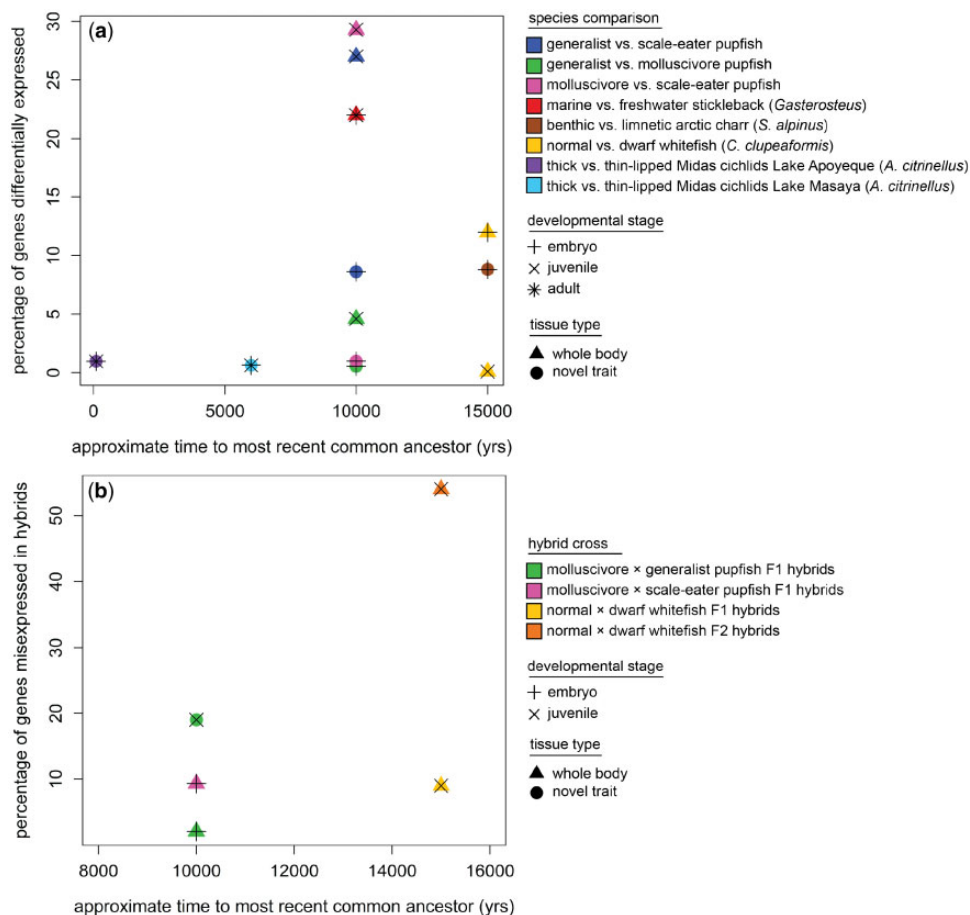 (a)
30
25
20
15
10
5
0
percentage of genes differentially expressed
0 5000 10000 15000
approximate time to most recent common ancestor (yrs)
species comparison
generalist vs. scale-eater pupfish
generalist vs. molluscivore pupfish
molluscivore vs. scale-eater pupfish
marine vs. freshwater stickleback (Gasterosteus)
benthic vs. limnetic arctic charr (S. alpinus)
normal vs. dwarf whitefish (C. clupeaformis)
thick vs. thin-lipped Midas cichlids Lake Apoyeque (A. citrinellus)
thick vs. thin-lipped Midas cichlids Lake Masaya (A. citrinellus)
developmental stage
embryo
juvenile
adult
tissue type
whole body
novel trait
(b)
50
40
30
20
10
percentage of genes misexpressed in hybrids
8000 10000 12000 14000 16000
approximate time to most recent common ancestor (yrs)
hybrid cross
molluscivore × generalist pupfish F1 hybrids
molluscivore × scale-eater pupfish F1 hybrids
normal × dwarf whitefish F1 hybrids
normal × dwarf whitefish F2 hybrids
developmental stage
embryo
juvenile
tissue type
whole body
novel trait